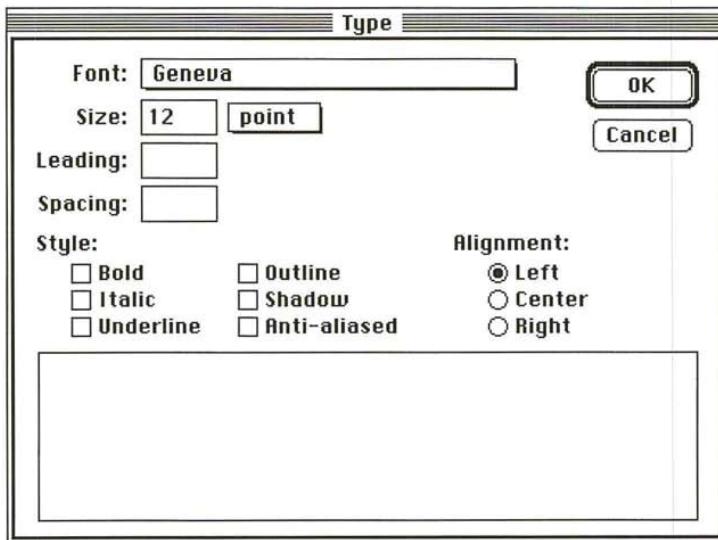 Type
Font: Geneva
OK
Size: 12 point
Cancel
Leading:
Spacing:
Style:
Alignment:
Bold Outline Left
Italic Shadow Center
Underline Anti-aliased Right